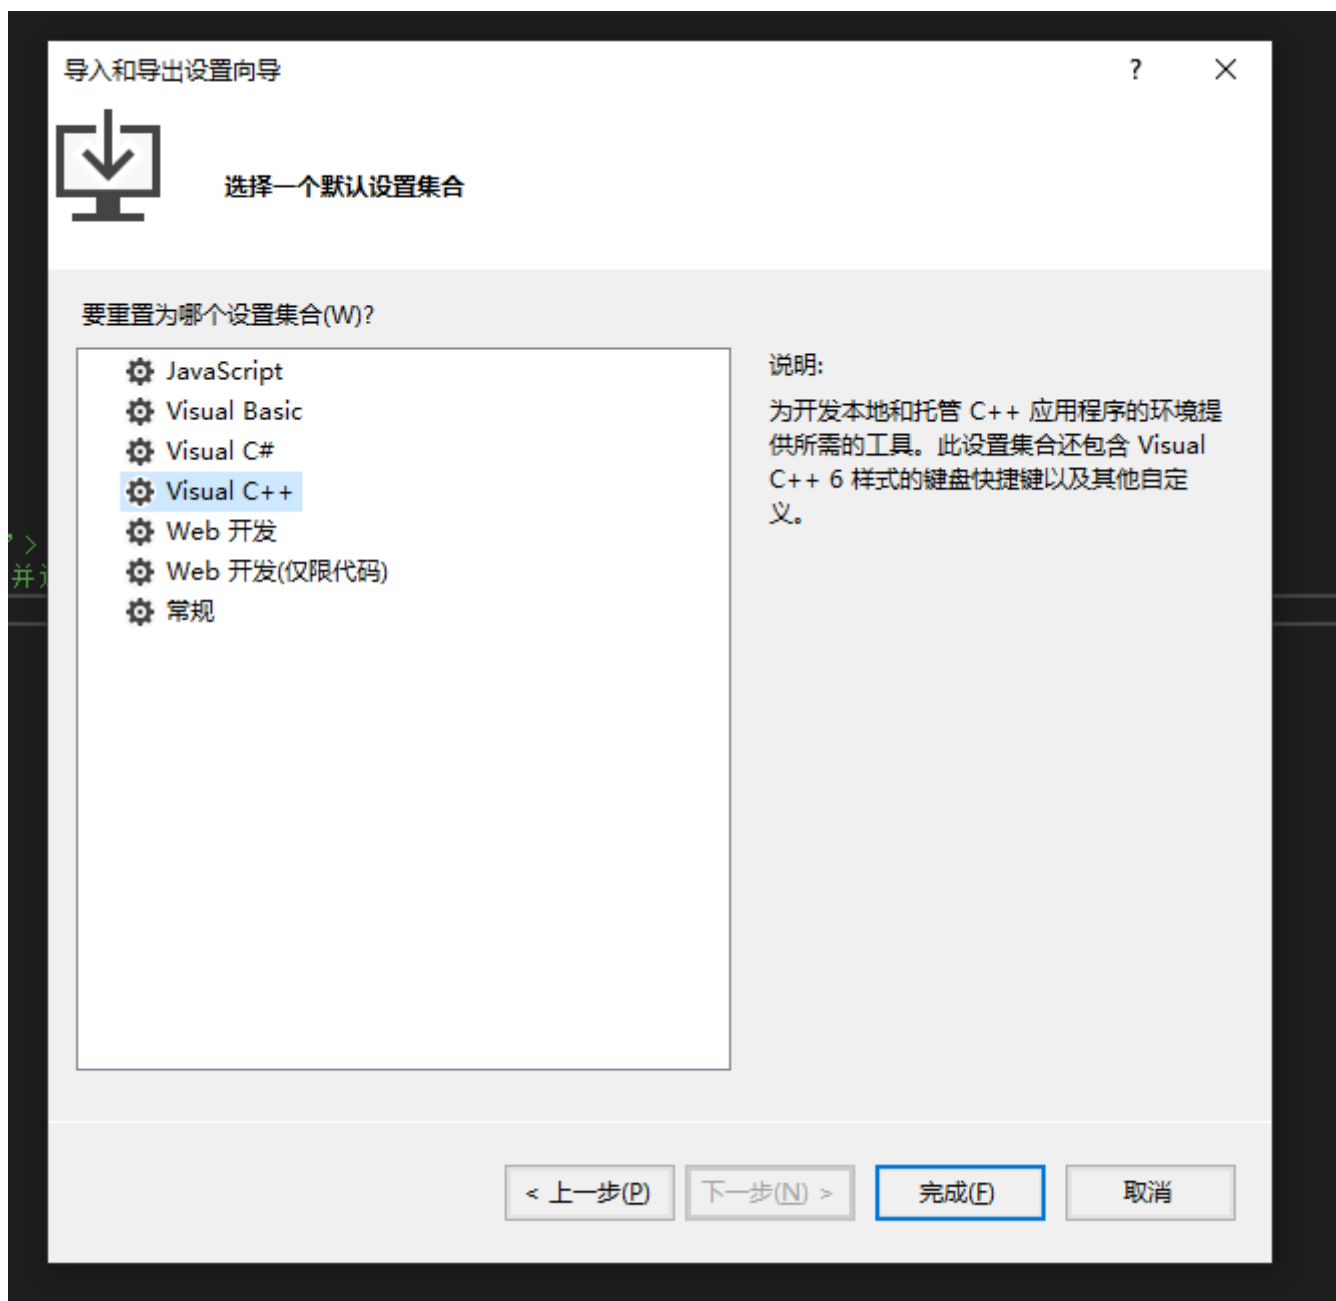 导入和导出设置向导
?
选择一个默认设置集合
要重置为哪个设置集合(W)?
JavaScript
Visual Basic
Visual C#
Visual C++
Web 开发
Web 开发(仅限代码)
常规
说明:
为开发本地和托管 C++ 应用程序的环境提
供所需的工具。此设置集合还包含 Visual
C++ 6 样式的键盘快捷键以及其他自定
义。
">
并
< 上一步(P)
下一步(N) >
完成(F)
取消